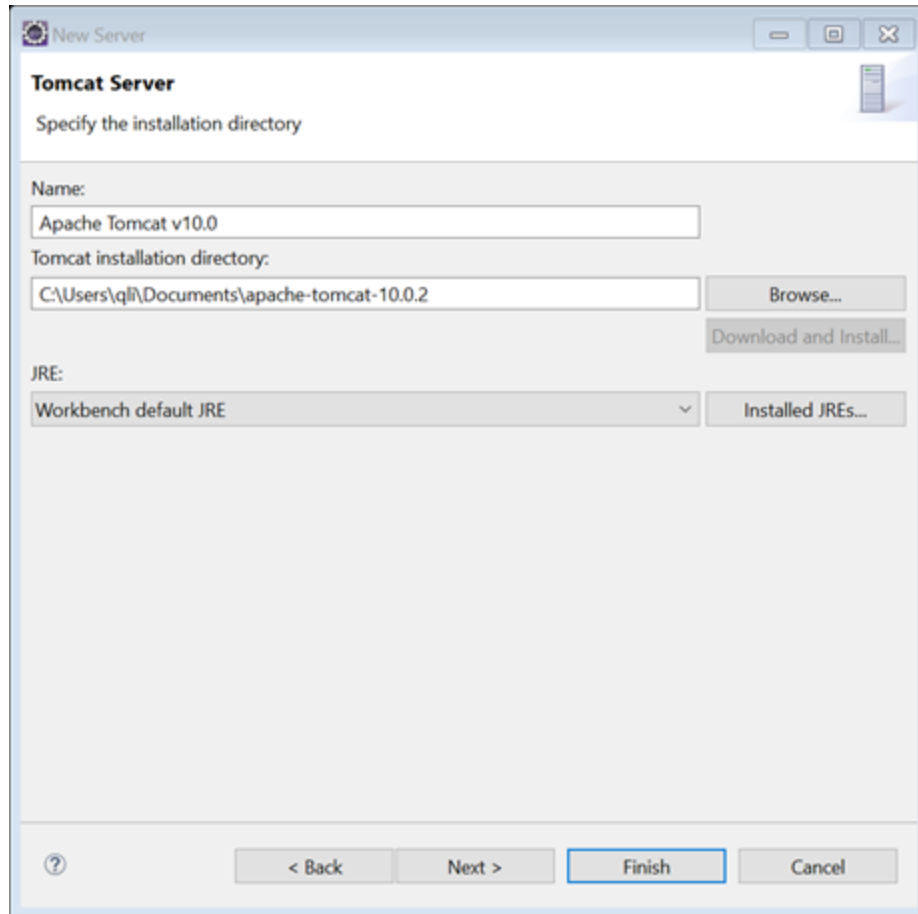 New Server
Tomcat Server
Specify the installation directory
Name:
Apache Tomcat v10.0
Tomcat installation directory:
C:\Users\qli\Documents\apache-tomcat-10.0.2
Browse...
Download and Install...
JRE:
Workbench default JRE
Installed JREs...
?
< Back
Next >
Finish
Cancel